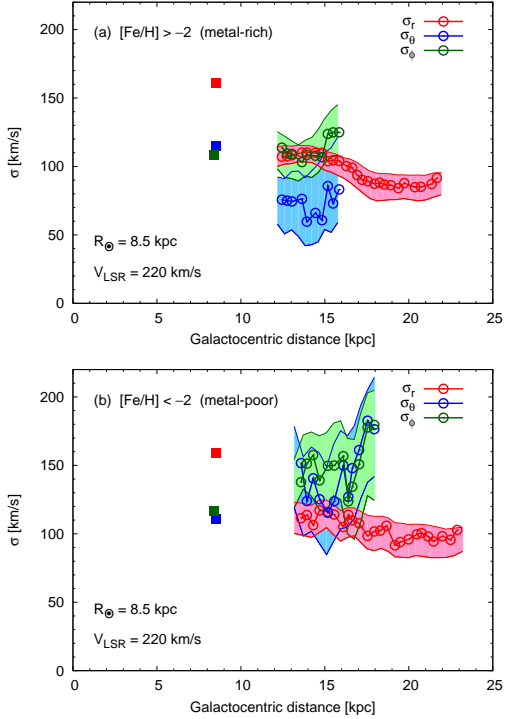 (a) [Fe/H] > −2 (metal-rich)
σr
σθ
σϕ
250
200
150
100
50
0
σ [km/s]
R⊙ = 8.5 kpc
VLSR = 220 km/s
0 5 10 15 20 25
Galactocentric distance [kpc]
(b) [Fe/H] < −2 (metal-poor)
σr
σθ
σϕ
250
200
150
100
50
0
σ [km/s]
R⊙ = 8.5 kpc
VLSR = 220 km/s
0 5 10 15 20 25
Galactocentric distance [kpc]